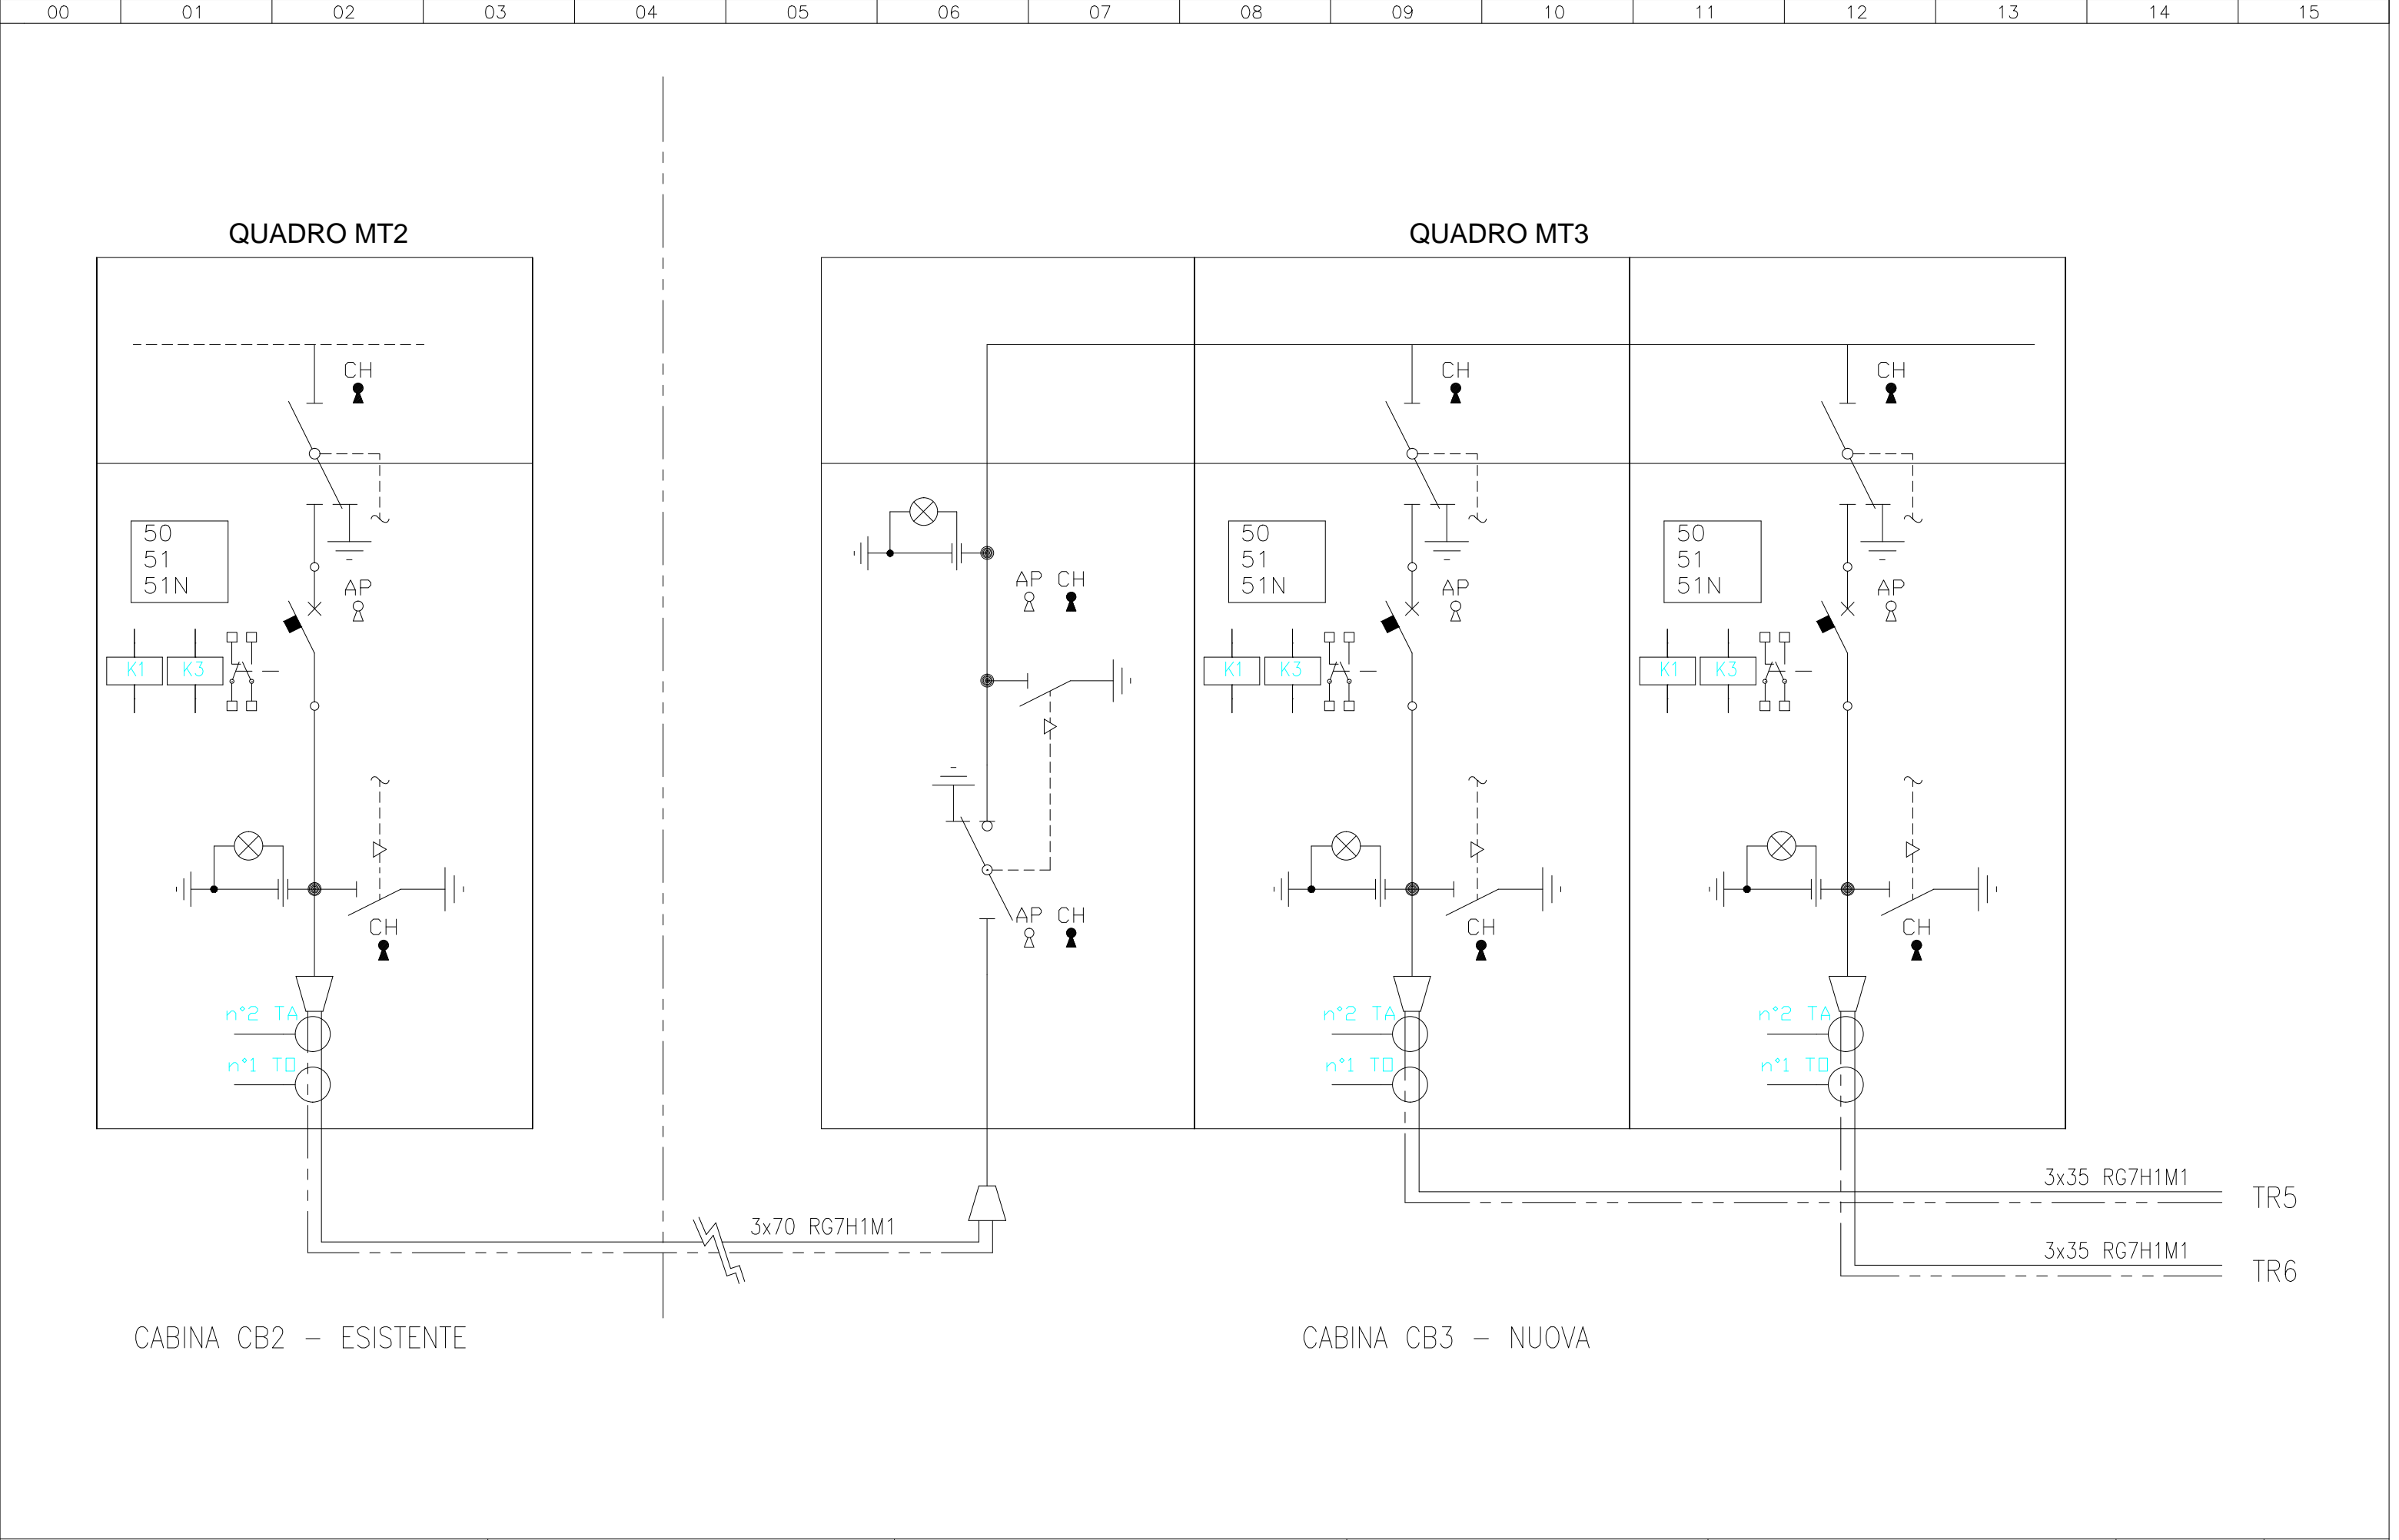 00 01 02 03 04 05 06 07 08 09 10 11 12 13 14 15
QUADRO MT2
CH
50
51
51N
AP
K1 K3
CH
n°2 TA
n°1 TO
QUADRO MT3
AP CH
AP CH
CH
50
51
51N
AP
K1 K3
CH
n°2 TA
n°1 TO
CH
50
51
51N
AP
K1 K3
CH
n°2 TA
n°1 TO
3x35 RG7H1M1
TR5
3x70 RG7H1M1
3x35 RG7H1M1
TR6
CABINA CB2 - ESISTENTE
CABINA CB3 - NUOVA